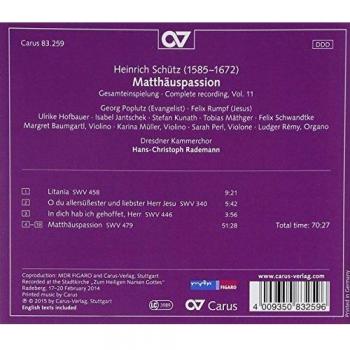 Carus 83.259
DDD
Heinrich Schütz (1585–1672)
Matthäuspassion
Gesamteinspielung · Complete recording, Vol. 11
Georg Poplutz (Evangelist) · Felix Rumpf (Jesus)
Ulrike Hofbauer · Isabel Jantschek · Stefan Kunath · Tobias Mäthger · Felix Schwandtke
Margret Baumgartl, Violino · Karina Müller, Violino · Sarah Perl, Violone · Ludger Rémy, Organo
Dresdner Kammerchor
Hans-Christoph Rademann
1 Litania SWV 458 9:21
2 O du allersüßester und liebster Herr Jesu SWV 340 5:42
3 In dich hab ich gehoffet, Herr SWV 446 3:56
4 – Matthäuspassion SWV 479 51:28
Total time: 70:27
Coproduction: MDR FIGARO and Carus-Verlag, Stuttgart
Recorded at the Stadtkirche „Zum Heiligen Namen Gottes“
Radeberg, 17–20 February 2014
Printed music by Carus
© 2015 by Carus-Verlag, Stuttgart
English texts included
mdr
FIGARO
LC 3989
Carus
www.carus-verlag.com
Printed in Germany
4 009350 832596